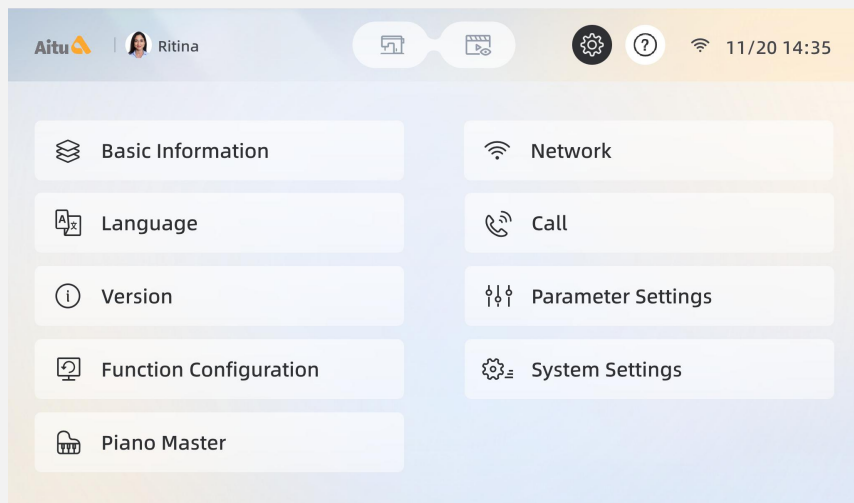 Aitu
Ritina
11/20 14:35
Basic Information
Network
Language
Call
Version
Parameter Settings
Function Configuration
System Settings
Piano Master